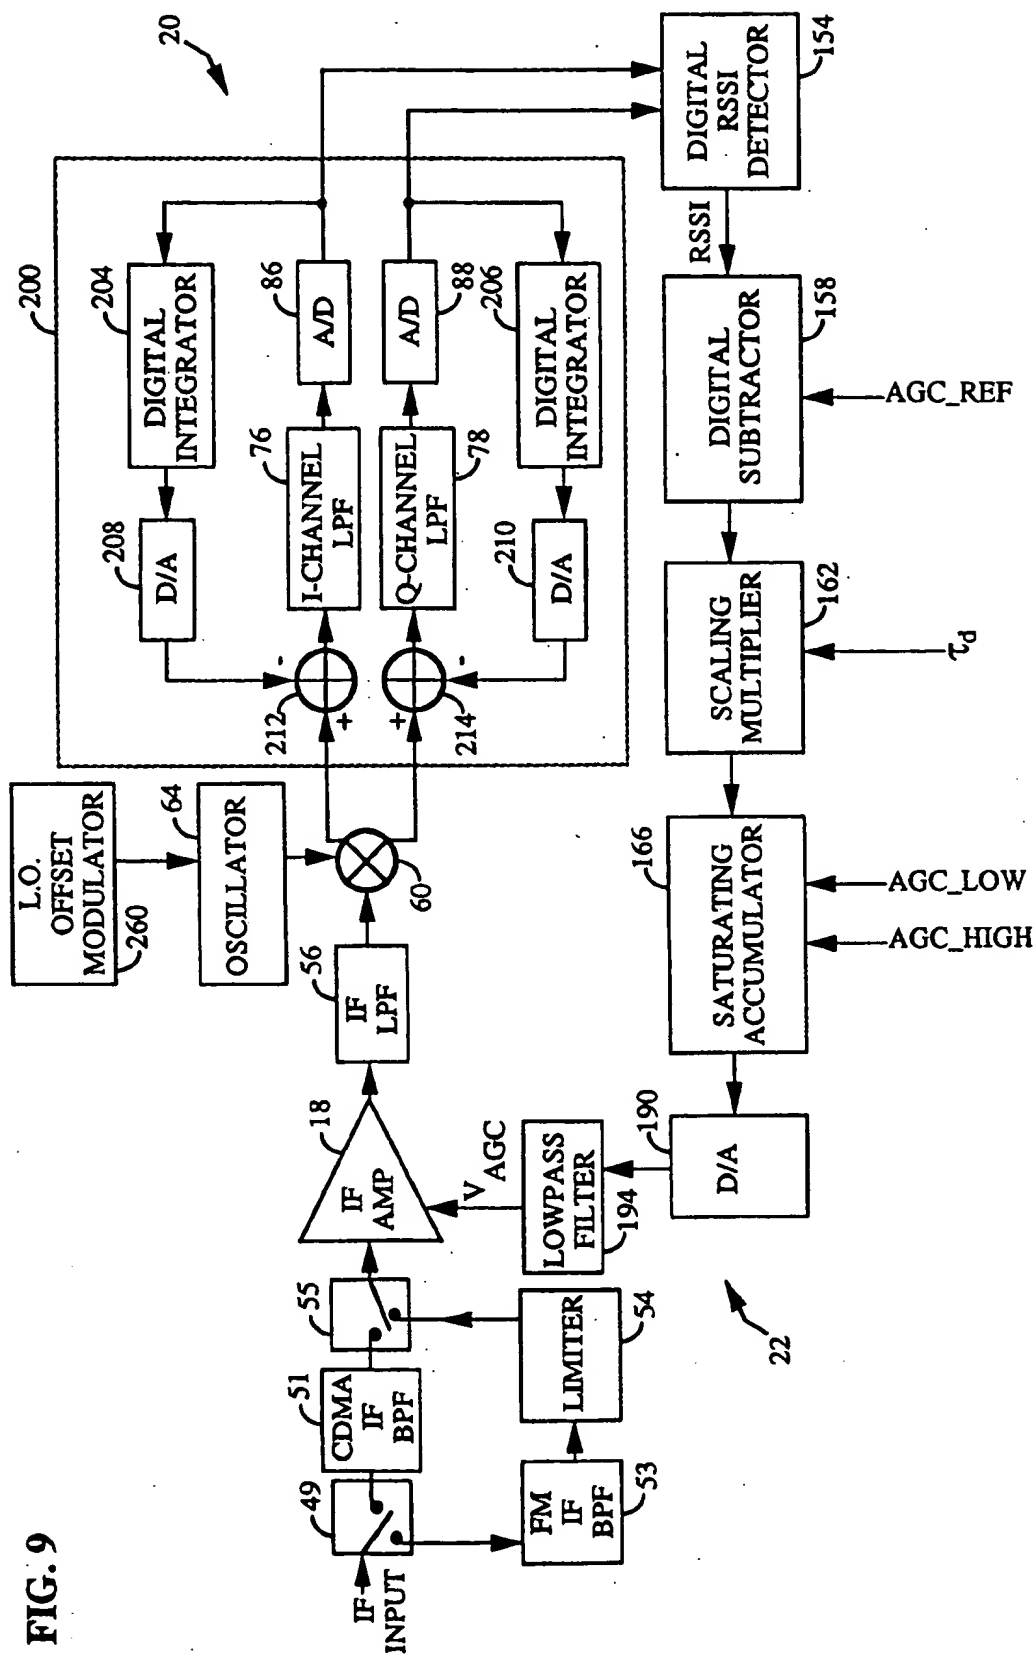 FIG. 9
20
22
IF
INPUT
49
CDMA
IF
BPF
51
55
FM
IF
BPF
53
LIMITER
54
IF
AMP
18
V AGC
LOWPASS
FILTER
194
IF
LPF
56
60
L.O.
OFFSET
MODULATOR
260
OSCILLATOR
64
200
212
+
-
214
+
-
D/A
208
DIGITAL
INTEGRATOR
204
I-CHANNEL
LPF
76
A/D
86
Q-CHANNEL
LPF
78
A/D
88
D/A
210
DIGITAL
INTEGRATOR
206
DIGITAL
RSSI
DETECTOR
154
RSSI
DIGITAL
SUBTRACTOR
158
AGC_REF
SCALING
MULTIPLIER
162
τd
SATURATING
ACCUMULATOR
166
AGC_LOW
AGC_HIGH
D/A
190